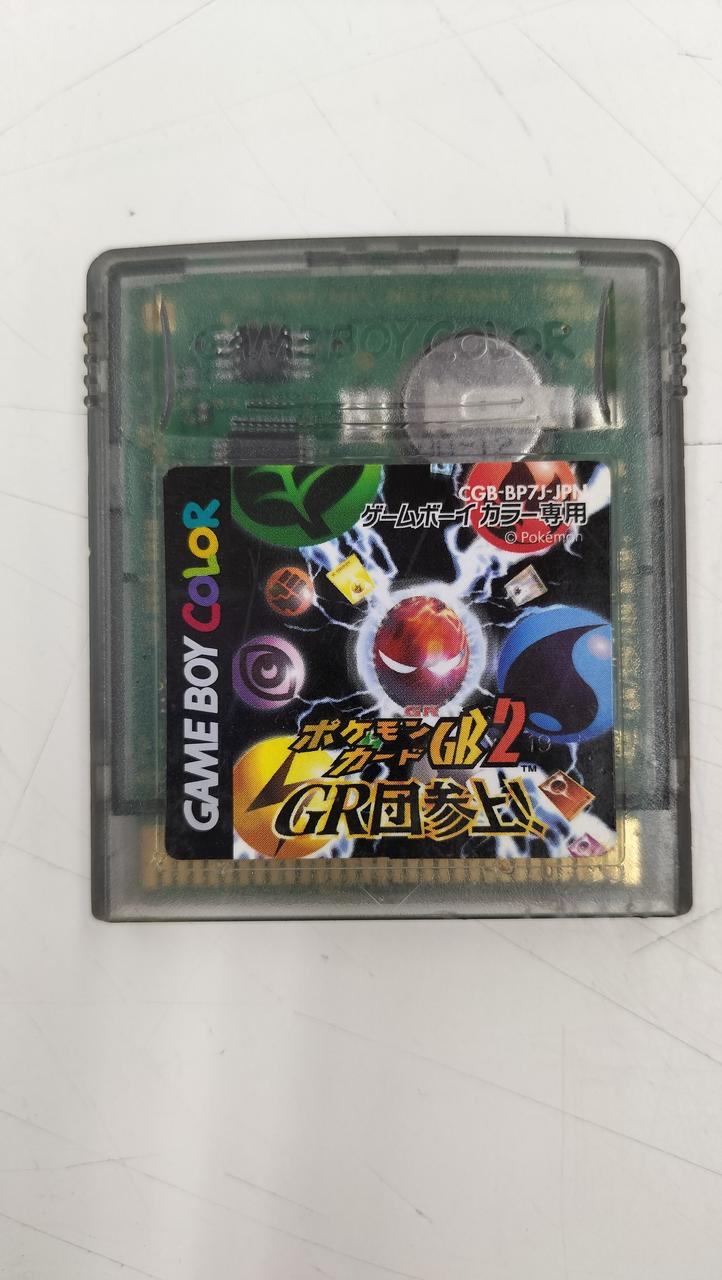 GAME BOY COLOR
CGB-BP7J-JPN
ゲームボーイ カラー専用
© Pokémon
GAME BOY COLOR
GR
ポケモン
カードGB2
TM
GR団参上!